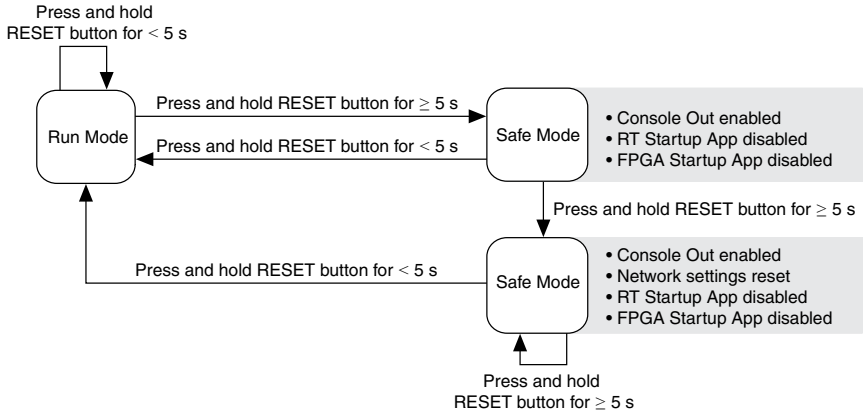 Press and hold
RESET button for < 5 s
Run Mode
Press and hold RESET button for ≥ 5 s
Press and hold RESET button for < 5 s
Safe Mode
• Console Out enabled
• RT Startup App disabled
• FPGA Startup App disabled
Press and hold RESET button for ≥ 5 s
Press and hold RESET button for < 5 s
Safe Mode
• Console Out enabled
• Network settings reset
• RT Startup App disabled
• FPGA Startup App disabled
Press and hold
RESET button for ≥ 5 s